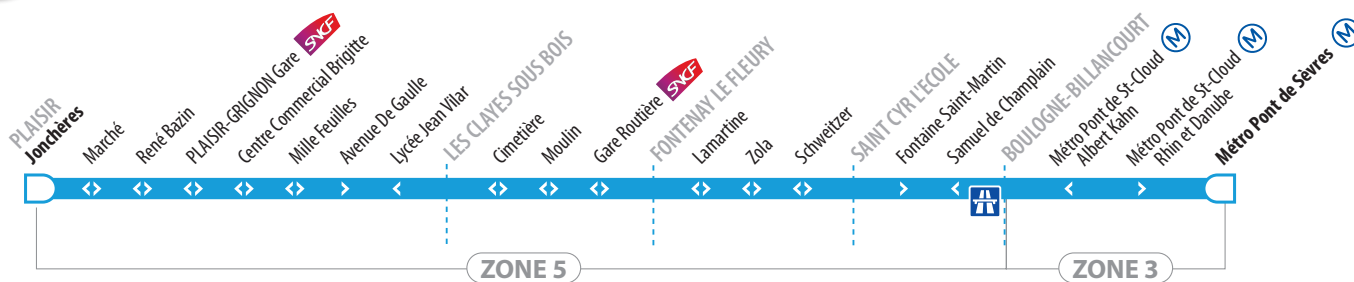 PLAISIR
Jonchères
Marché
René Bazin
PLAISIR-GRIGNON Gare SNCF
Centre Commercial Brigitte
Mille Feuilles
Avenue De Gaulle
Lycée Jean Vilar
LES CLAYES SOUS BOIS
Cimetière
Moulin
Gare Routière SNCF
FONTENAY LE FLEURY
Lamartine
Zola
Schweitzer
SAINT CYR L'ECOLE
Fontaine Saint-Martin
Samuel de Champlain
BOULOGNE-BILLANCOURT
Métro Pont de St-Cloud M
Albert Kahn
Métro Pont de St-Cloud M
Rhin et Danube
Métro Pont de Sèvres M
ZONE 5
ZONE 3